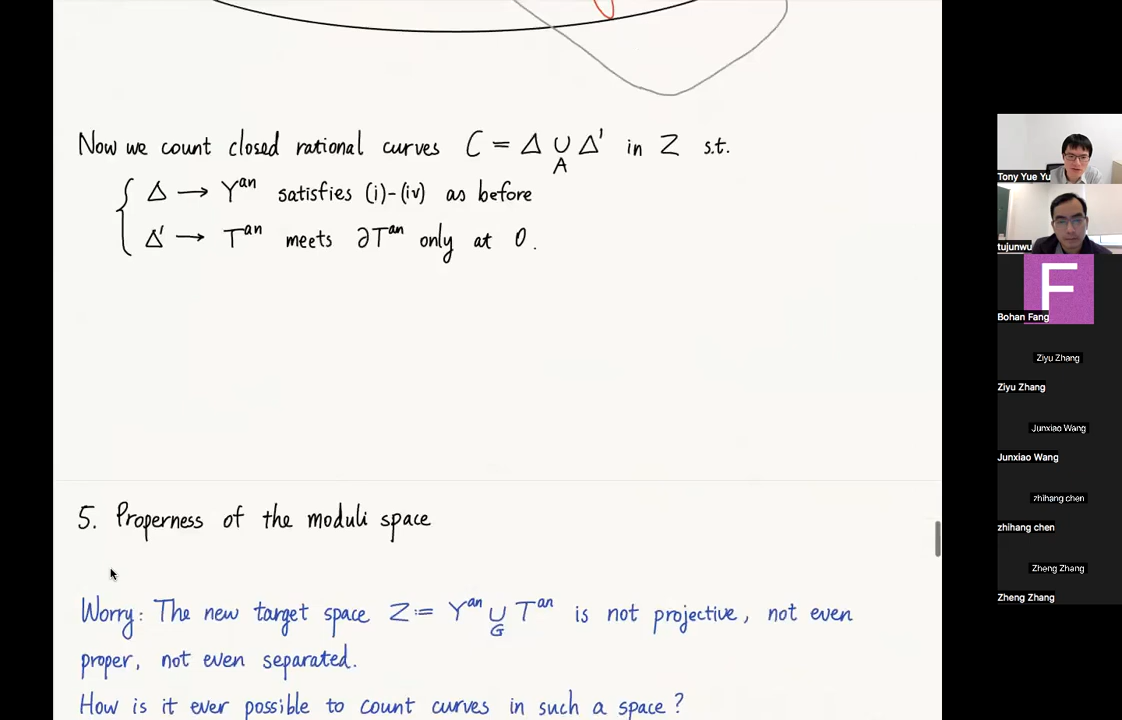 Now we count closed rational curves C = Δ ∪ Δ' in Z s.t.
A
Δ → Y^an satisfies (i)-(iv) as before
Δ' → T^an meets ∂T^an only at 0.
5. Properness of the moduli space
Worry: The new target space Z := Y^an ∪ T^an is not projective, not even
G
proper, not even separated.
How is it ever possible to count curves in such a space?
Tony Yue Yu
tujunwu
F
Bohan Fang
Ziyu Zhang
Ziyu Zhang
Junxiao Wang
Junxiao Wang
zhihang chen
zhihang chen
Zheng Zhang
Zheng Zhang